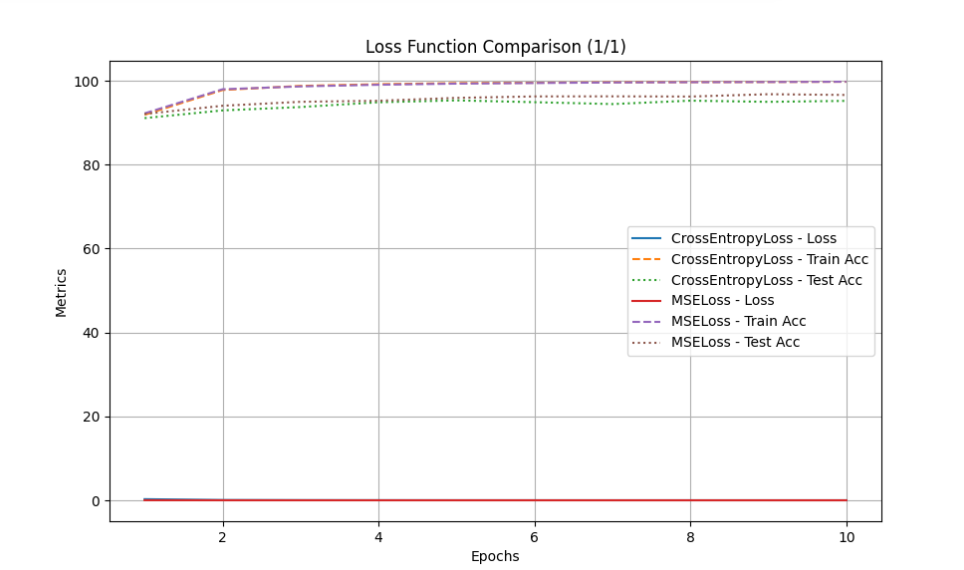 Loss Function Comparison (1/1)
100
80
60
40
20
0
Metrics
CrossEntropyLoss - Loss
CrossEntropyLoss - Train Acc
CrossEntropyLoss - Test Acc
MSELoss - Loss
MSELoss - Train Acc
MSELoss - Test Acc
2 4 6 8 10
Epochs